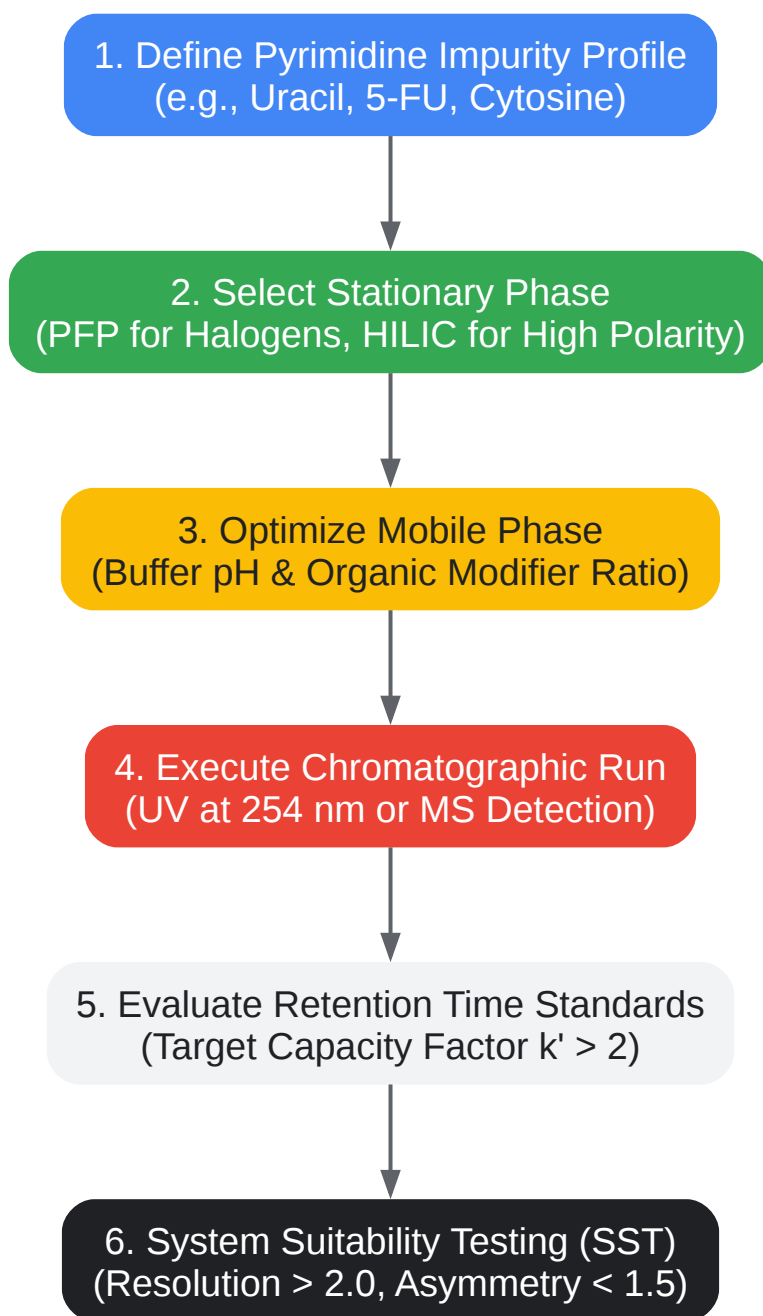 1. Define Pyrimidine Impurity Profile
(e.g., Uracil, 5-FU, Cytosine)
2. Select Stationary Phase
(PFP for Halogens, HILIC for High Polarity)
3. Optimize Mobile Phase
(Buffer pH & Organic Modifier Ratio)
4. Execute Chromatographic Run
(UV at 254 nm or MS Detection)
5. Evaluate Retention Time Standards
(Target Capacity Factor k' > 2)
6. System Suitability Testing (SST)
(Resolution > 2.0, Asymmetry < 1.5)